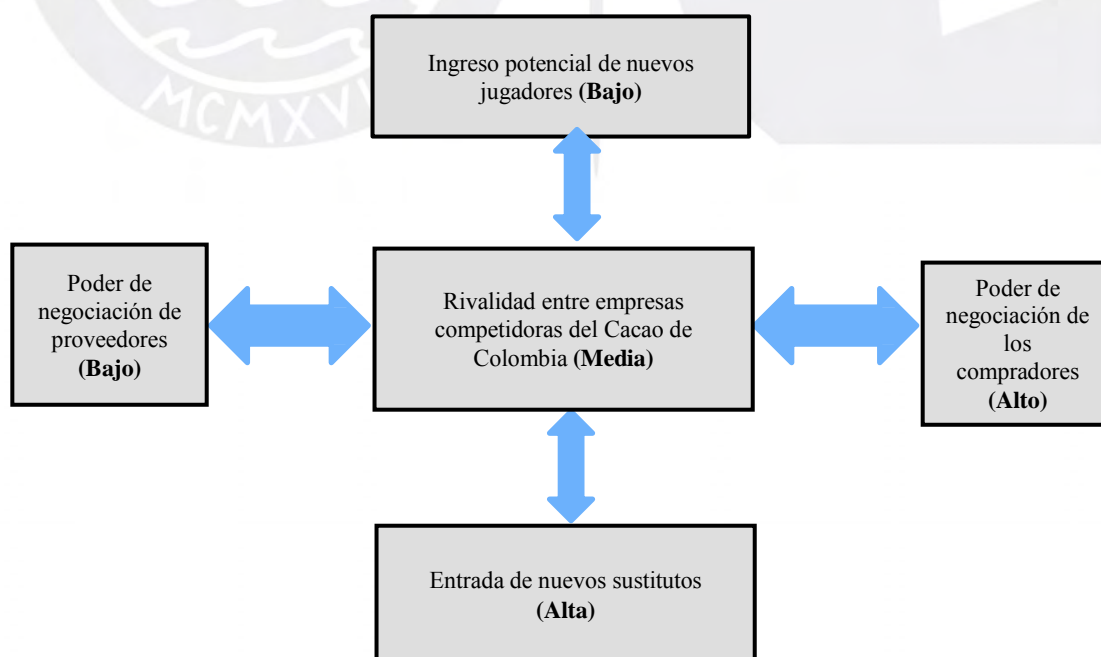 Ingreso potencial de nuevos
jugadores (Bajo)
Poder de
negociación de
proveedores
(Bajo)
Rivalidad entre empresas
competidoras del Cacao de
Colombia (Media)
Poder de
negociación de
los
compradores
(Alto)
Entrada de nuevos sustitutos
(Alta)